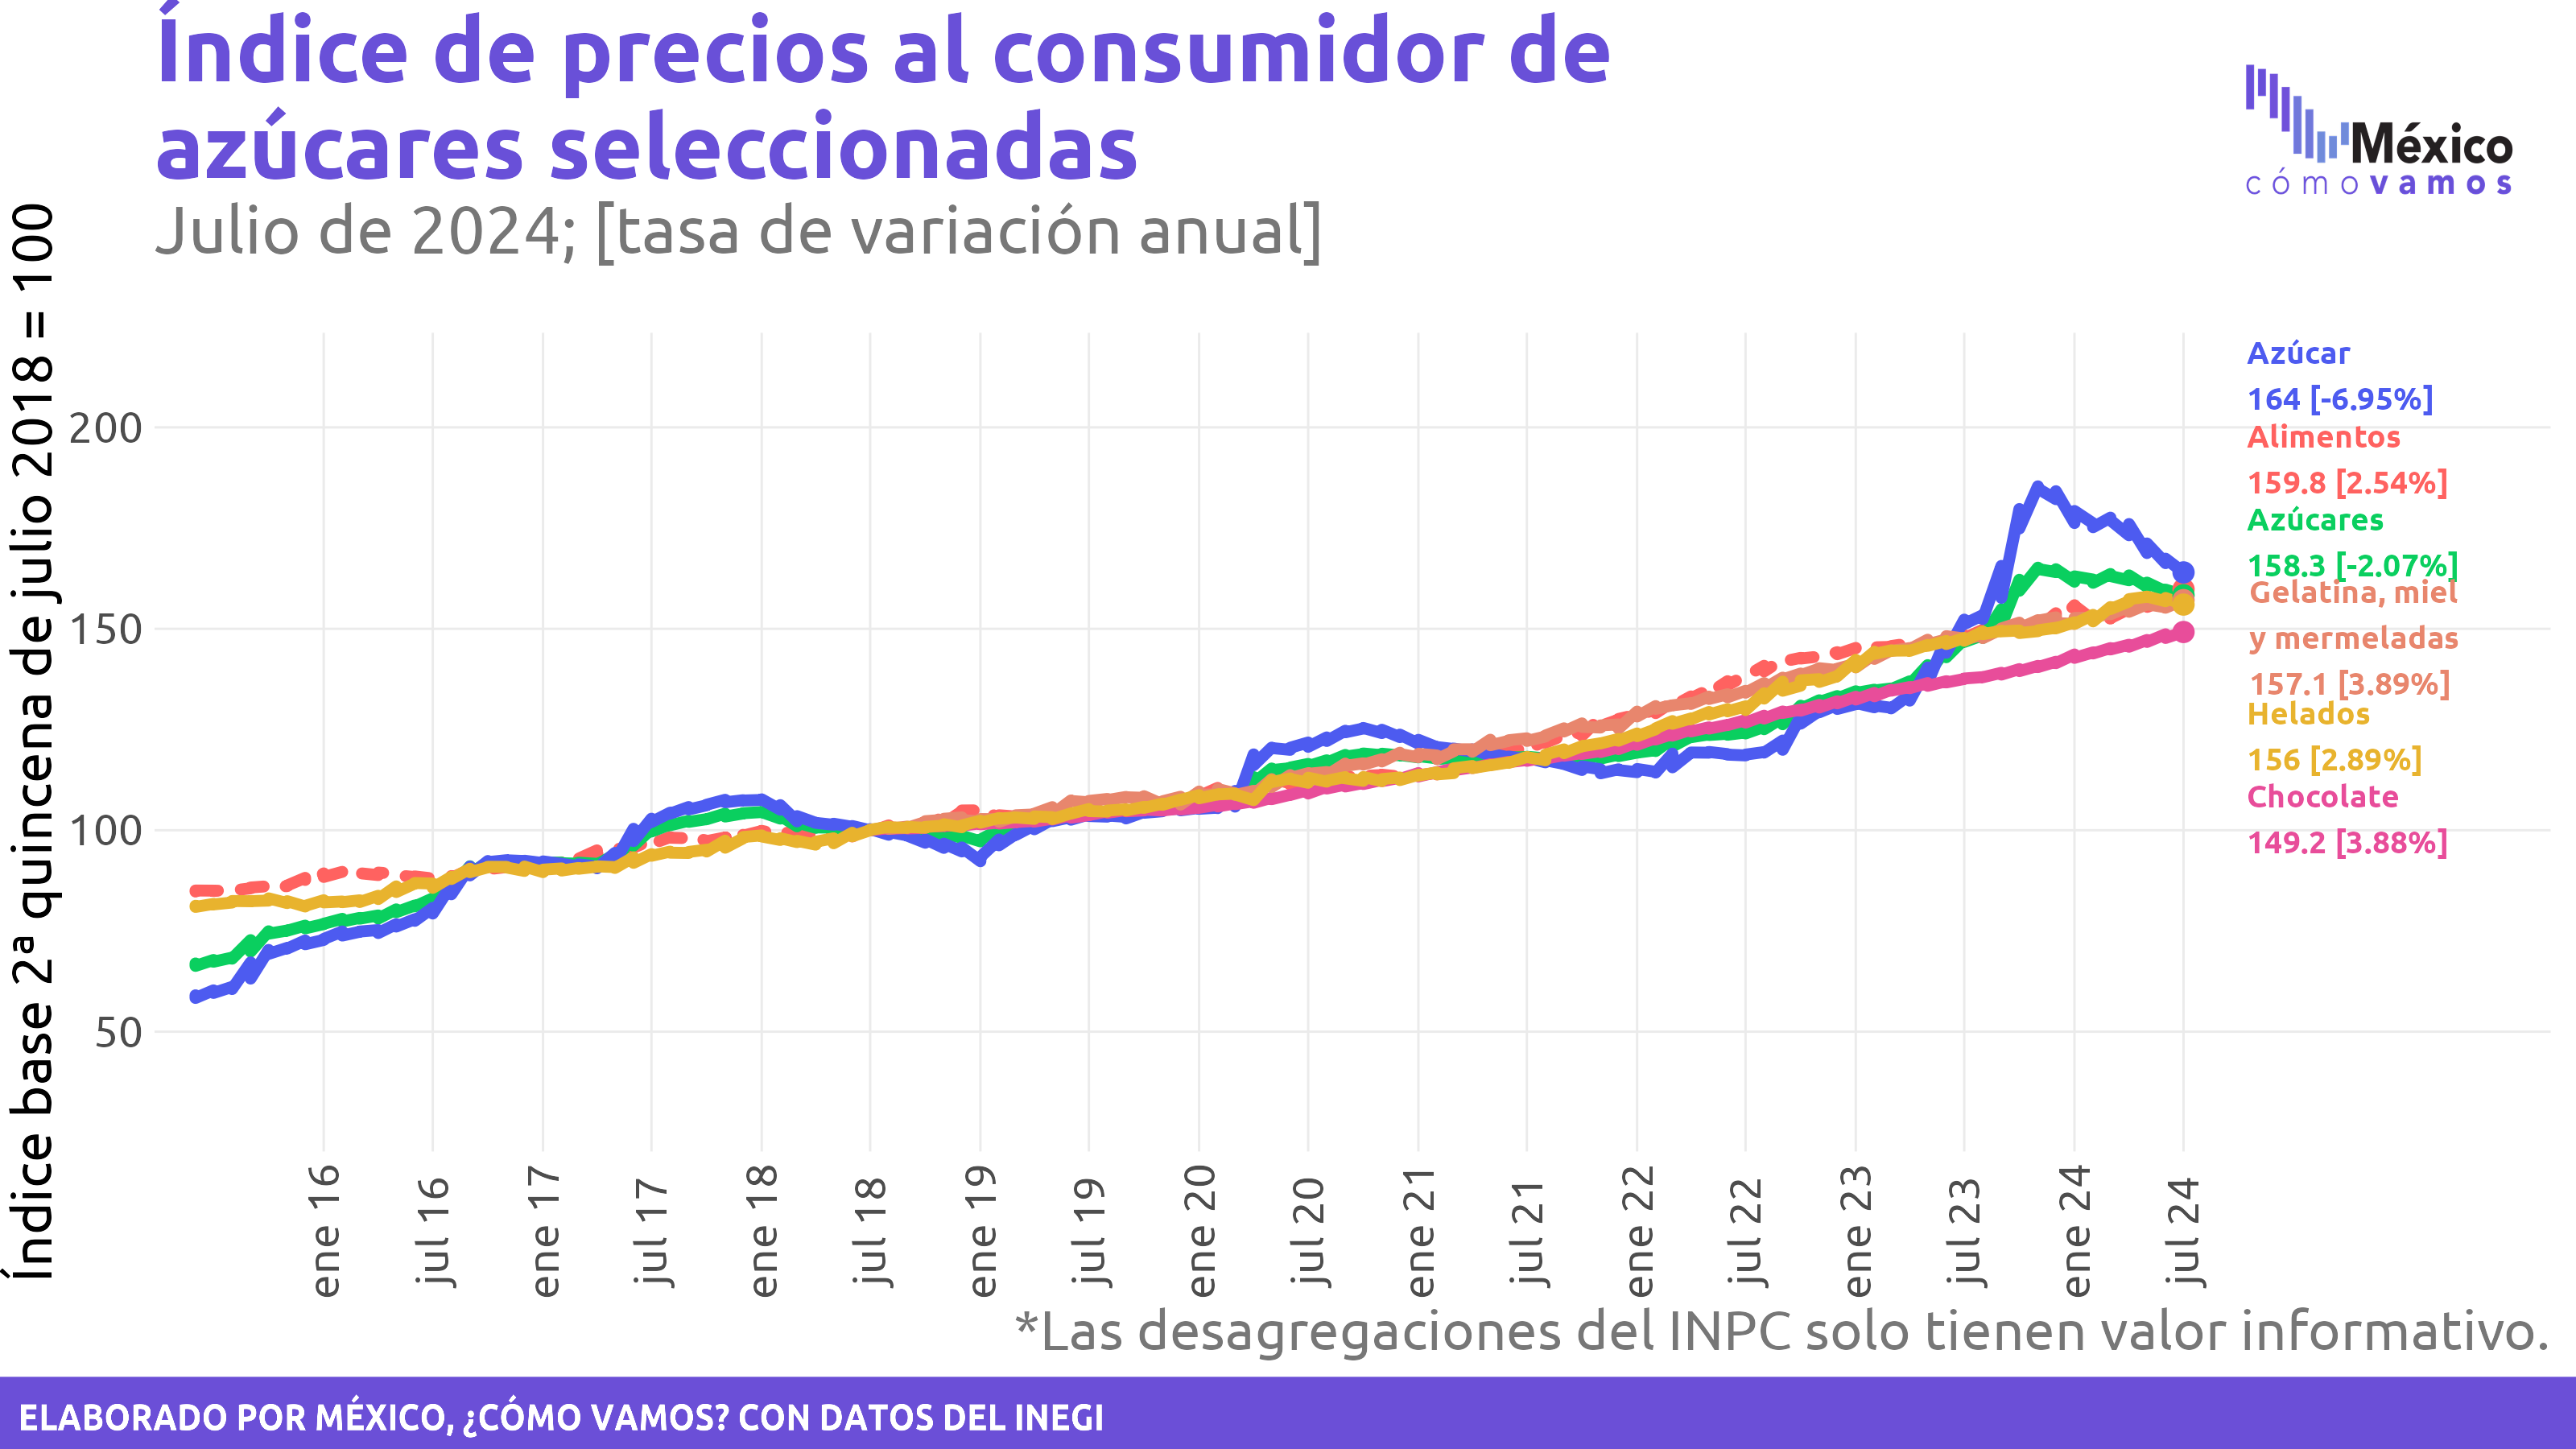 Índice de precios al consumidor de
azúcares seleccionadas
Julio de 2024; [tasa de variación anual]
México
cómo vamos
Índice base 2ª quincena de julio 2018 = 100
200
150
100
50
Azúcar
164 [-6.95%]
Alimentos
159.8 [2.54%]
Azúcares
158.3 [-2.07%]
Gelatina, miel
y mermeladas
157.1 [3.89%]
Helados
156 [2.89%]
Chocolate
149.2 [3.88%]
ene 16
jul 16
ene 17
jul 17
ene 18
jul 18
ene 19
jul 19
ene 20
jul 20
ene 21
jul 21
ene 22
jul 22
ene 23
jul 23
ene 24
jul 24
*Las desagregaciones del INPC solo tienen valor informativo.
ELABORADO POR MÉXICO, ¿CÓMO VAMOS? CON DATOS DEL INEGI